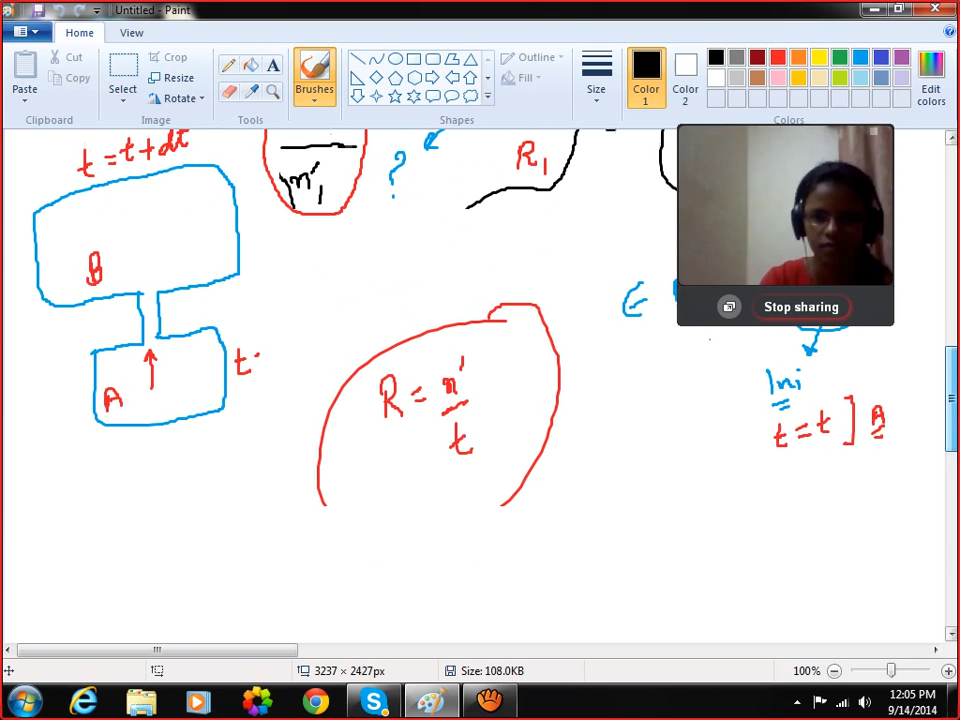 Untitled - Paint
Home
View
Paste
Cut
Copy
Clipboard
Select
Crop
Resize
Rotate
Image
Tools
Brushes
Shapes
Outline
Fill
Size
Color 1
Color 2
Colors
Edit colors
t = t + dt
B
A
t
n'1
?
R1
R = n'/t
Stop sharing
Ini
t = t ] A
3237 × 2427px
Size: 108.0KB
100%
12:05 PM
9/14/2014